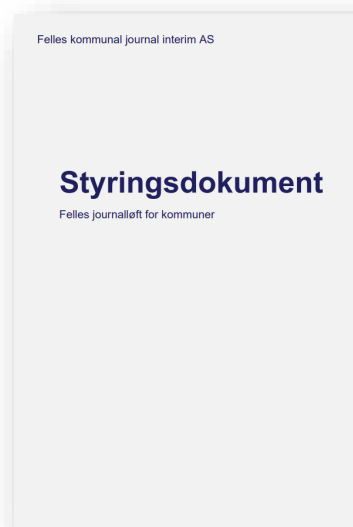 Felles kommunal journal interim AS
Styringsdokument
Felles journalløft for kommuner